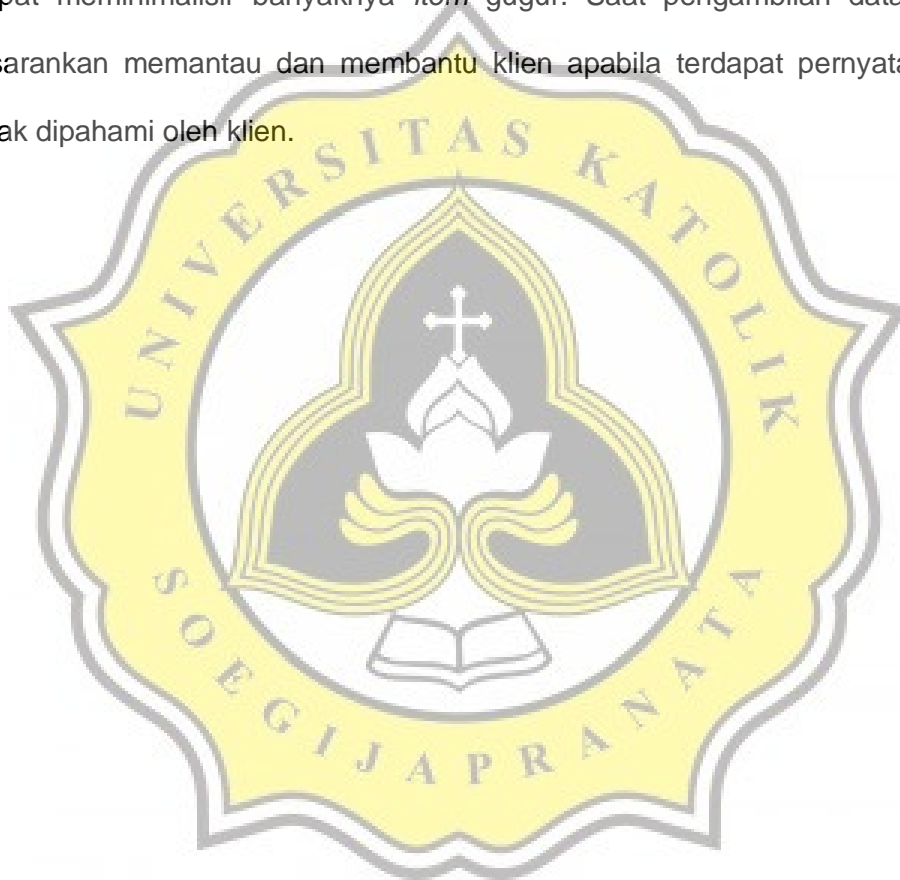 pat meminimalisir banyaknya item gugur. Saat pengambilan data
sarankan memantau dan membantu klien apabila terdapat pernyata
ak dipahami oleh klien.
UNIVERSITAS KATOLIK
SOEGIJAPRANATA